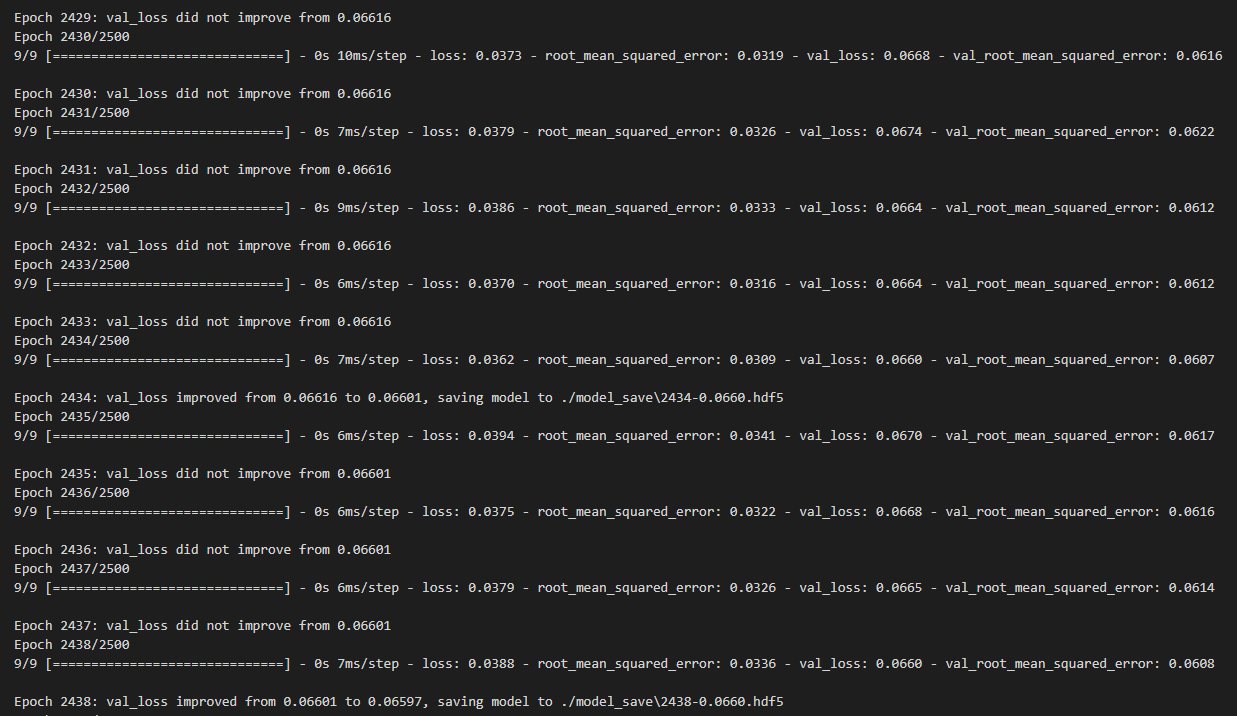 Epoch 2429: val_loss did not improve from 0.06616
Epoch 2430/2500
9/9 [==============================] - 0s 10ms/step - loss: 0.0373 - root_mean_squared_error: 0.0319 - val_loss: 0.0668 - val_root_mean_squared_error: 0.0616
Epoch 2430: val_loss did not improve from 0.06616
Epoch 2431/2500
9/9 [==============================] - 0s 7ms/step - loss: 0.0379 - root_mean_squared_error: 0.0326 - val_loss: 0.0674 - val_root_mean_squared_error: 0.0622
Epoch 2431: val_loss did not improve from 0.06616
Epoch 2432/2500
9/9 [==============================] - 0s 9ms/step - loss: 0.0386 - root_mean_squared_error: 0.0333 - val_loss: 0.0664 - val_root_mean_squared_error: 0.0612
Epoch 2432: val_loss did not improve from 0.06616
Epoch 2433/2500
9/9 [==============================] - 0s 6ms/step - loss: 0.0370 - root_mean_squared_error: 0.0316 - val_loss: 0.0664 - val_root_mean_squared_error: 0.0612
Epoch 2433: val_loss did not improve from 0.06616
Epoch 2434/2500
9/9 [==============================] - 0s 7ms/step - loss: 0.0362 - root_mean_squared_error: 0.0309 - val_loss: 0.0660 - val_root_mean_squared_error: 0.0607
Epoch 2434: val_loss improved from 0.06616 to 0.06601, saving model to ./model_save\2434-0.0660.hdf5
Epoch 2435/2500
9/9 [==============================] - 0s 6ms/step - loss: 0.0394 - root_mean_squared_error: 0.0341 - val_loss: 0.0670 - val_root_mean_squared_error: 0.0617
Epoch 2435: val_loss did not improve from 0.06601
Epoch 2436/2500
9/9 [==============================] - 0s 6ms/step - loss: 0.0375 - root_mean_squared_error: 0.0322 - val_loss: 0.0668 - val_root_mean_squared_error: 0.0616
Epoch 2436: val_loss did not improve from 0.06601
Epoch 2437/2500
9/9 [==============================] - 0s 6ms/step - loss: 0.0379 - root_mean_squared_error: 0.0326 - val_loss: 0.0665 - val_root_mean_squared_error: 0.0614
Epoch 2437: val_loss did not improve from 0.06601
Epoch 2438/2500
9/9 [==============================] - 0s 7ms/step - loss: 0.0388 - root_mean_squared_error: 0.0336 - val_loss: 0.0660 - val_root_mean_squared_error: 0.0608
Epoch 2438: val_loss improved from 0.06601 to 0.06597, saving model to ./model_save\2438-0.0660.hdf5